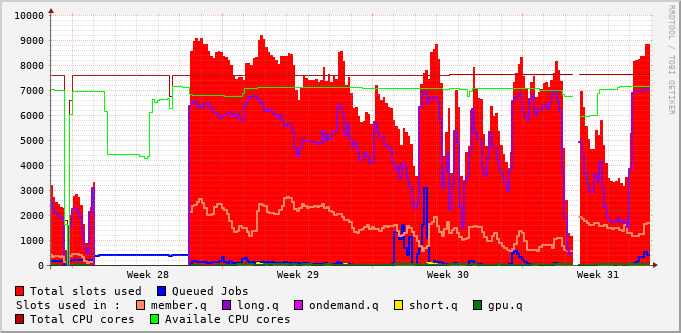 RRDTOOL / TOBI OETIKER
10000
9000
8000
7000
6000
5000
4000
3000
2000
1000
0
Week 28 Week 29 Week 30 Week 31
Total slots used Queued Jobs
Slots used in : member.q long.q ondemand.q short.q gpu.q
Total CPU cores Availale CPU cores